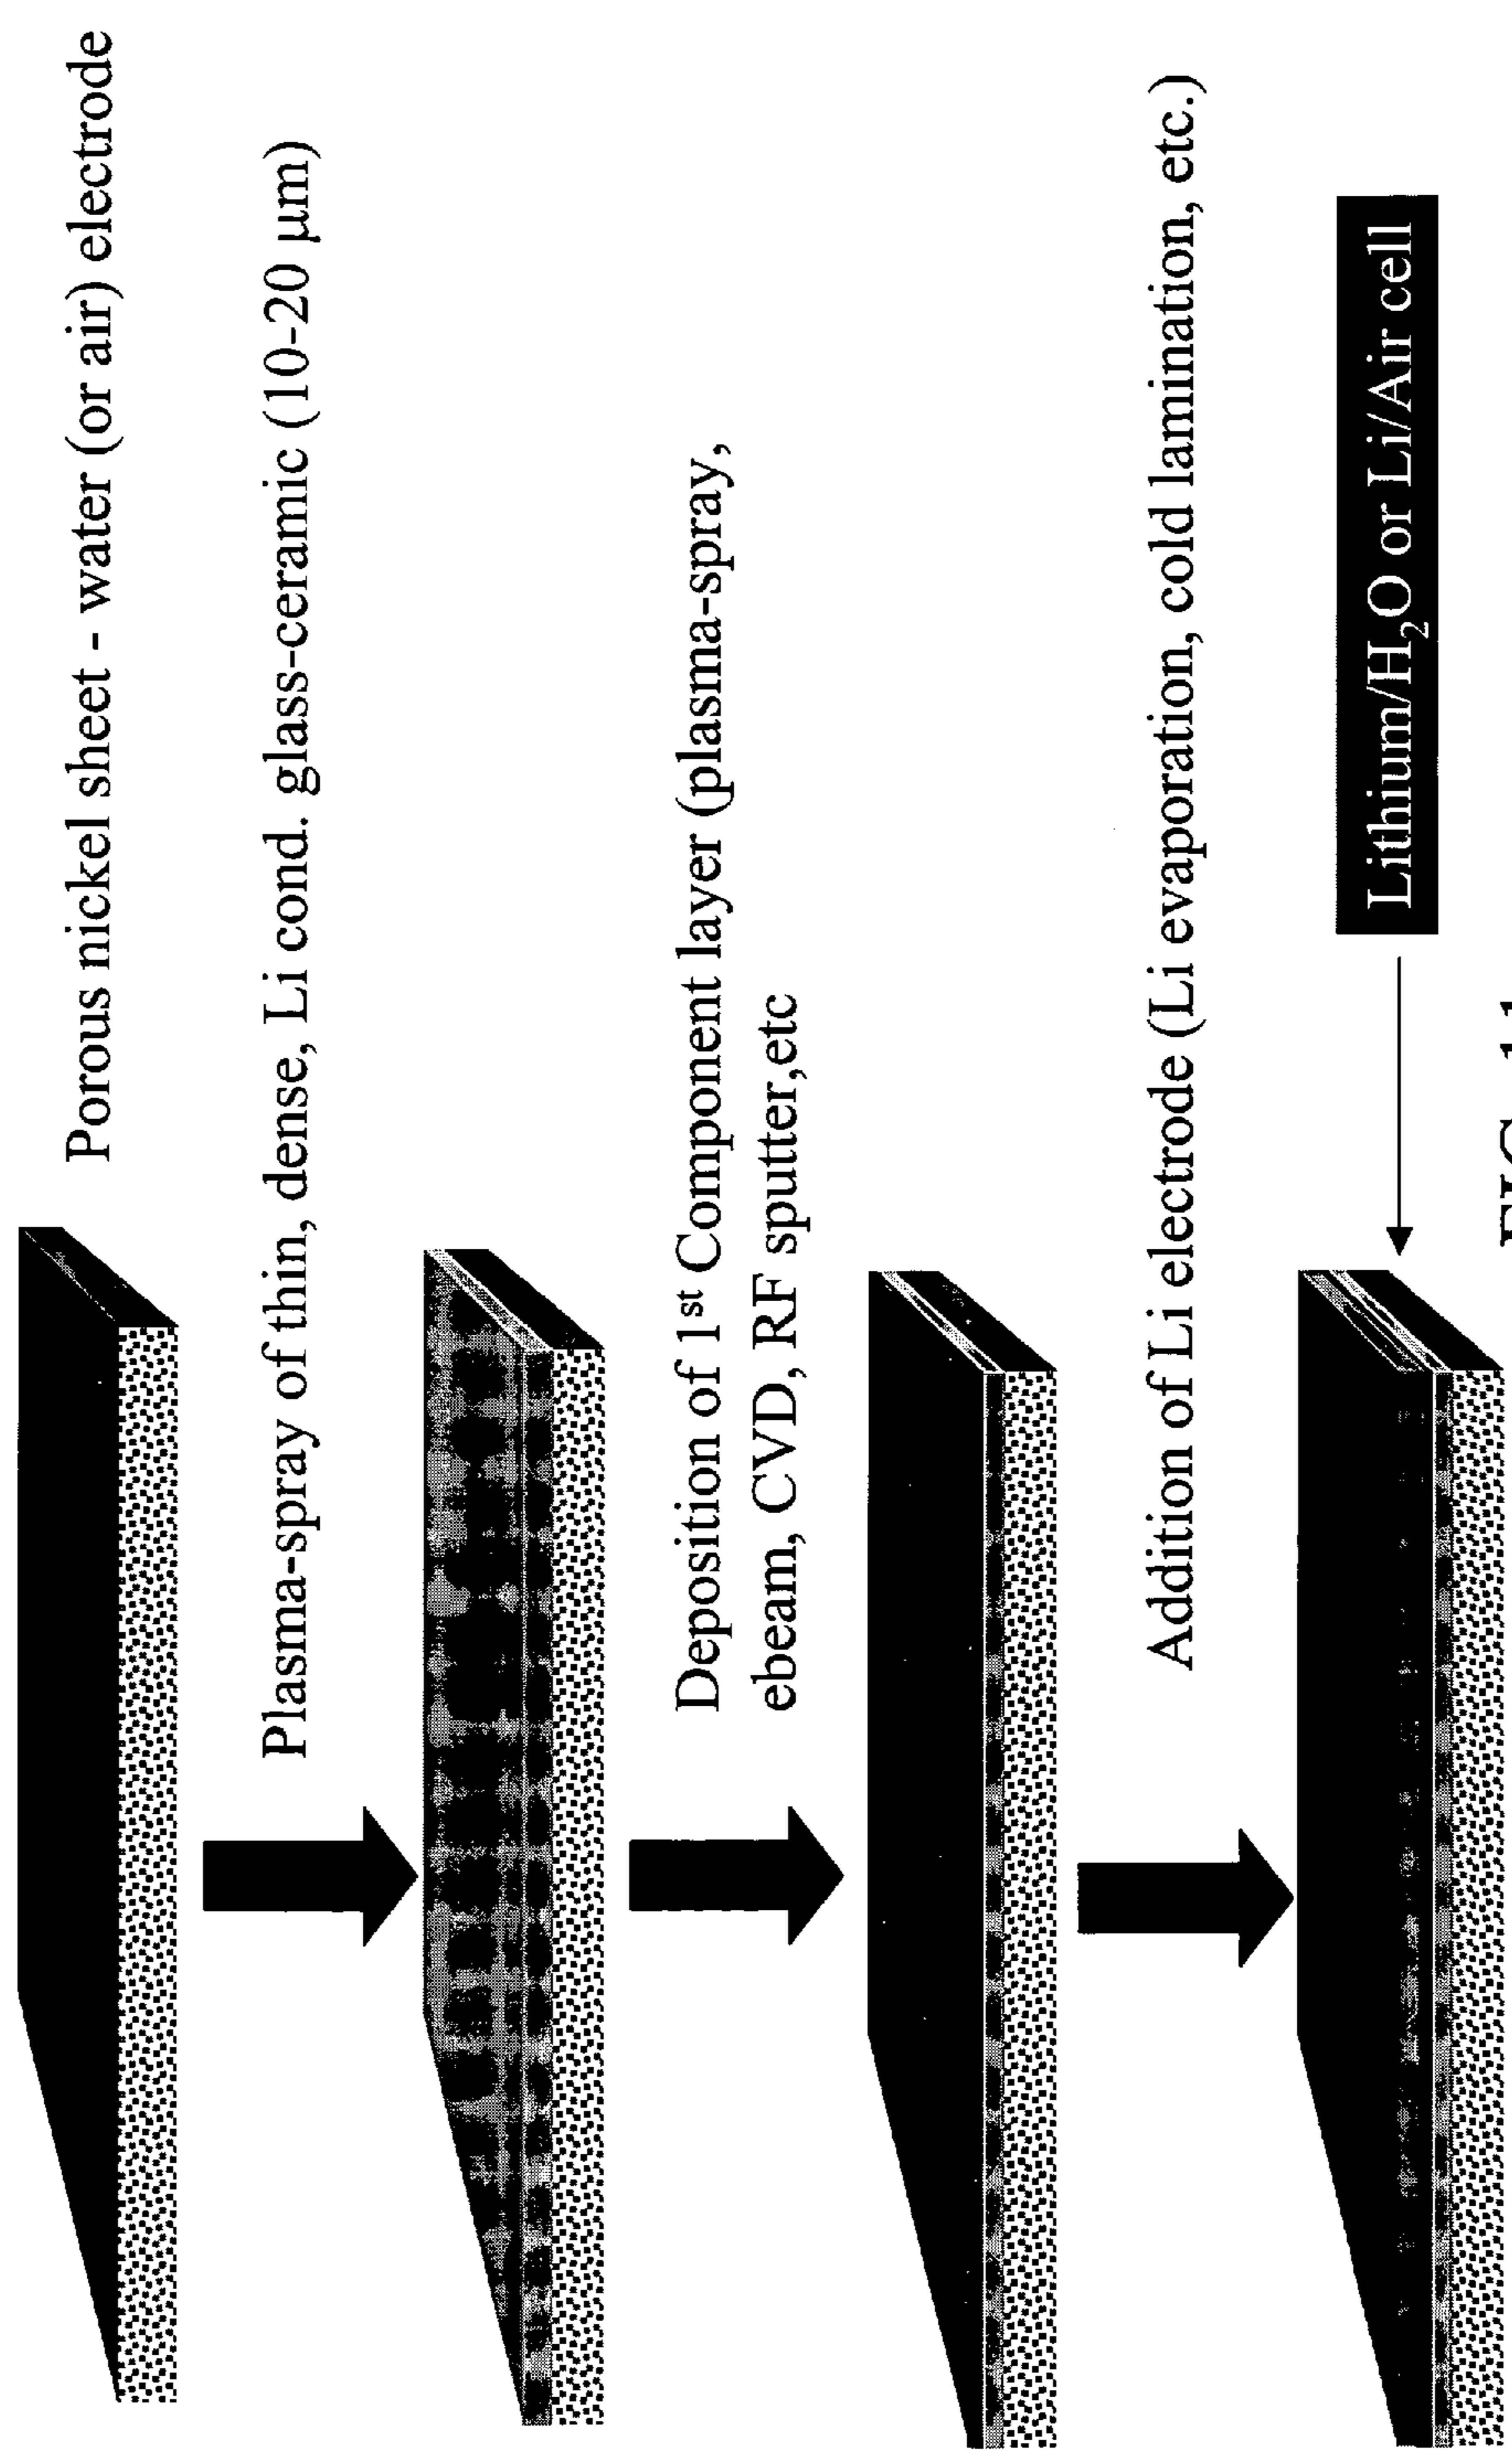 Porous nickel sheet - water (or air) electrode
Plasma-spray of thin, dense, Li cond. glass-ceramic (10-20 μm)
Deposition of 1st Component layer (plasma-spray,
ebeam, CVD, RF sputter,etc
Addition of Li electrode (Li evaporation, cold lamination, etc.)
Lithium/H₂O or Li/Air cell